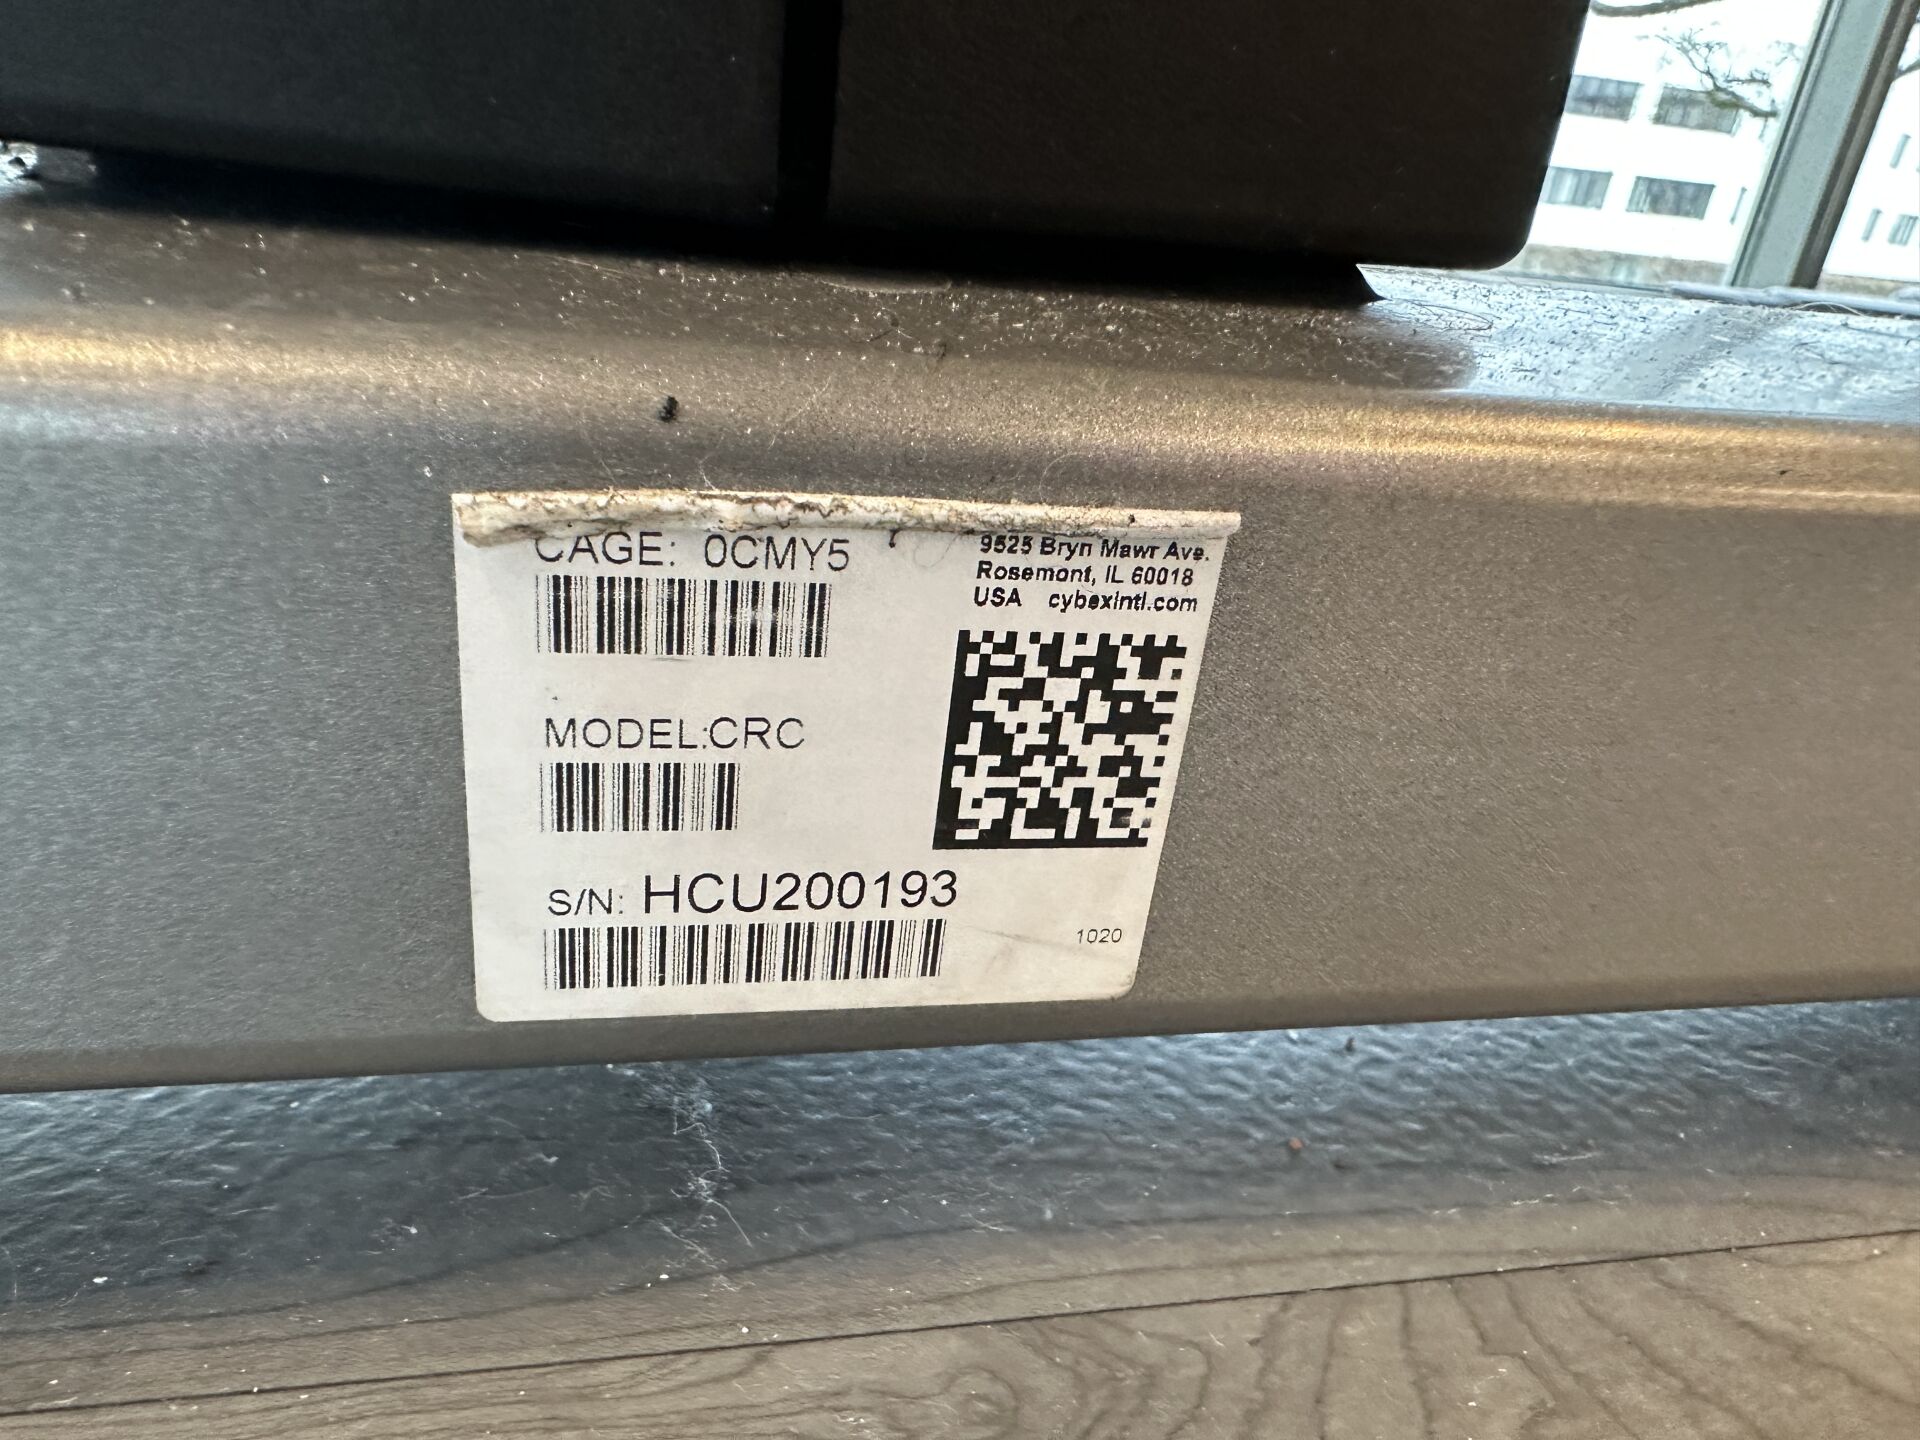 CAGE: 0CMY5
9525 Bryn Mawr Ave.
Rosemont, IL 60018
USA cybexintl.com
MODEL:CRC
S/N: HCU200193
1020